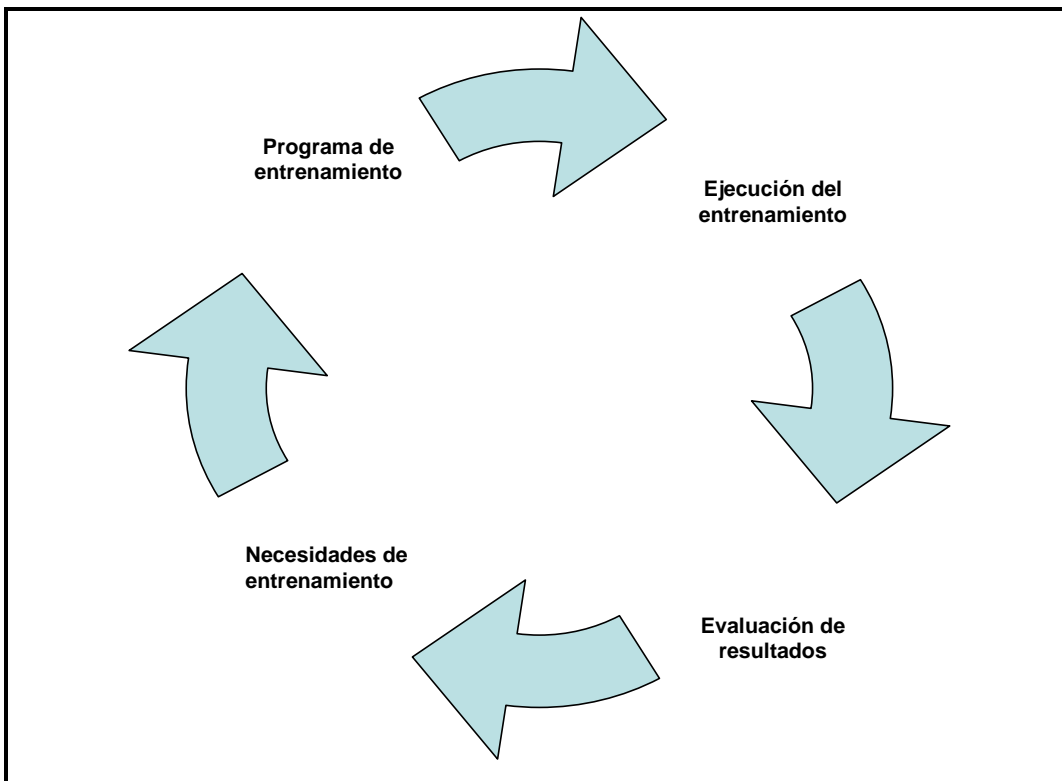 Programa de
entrenamiento
Ejecución del
entrenamiento
Necesidades de
entrenamiento
Evaluación de
resultados